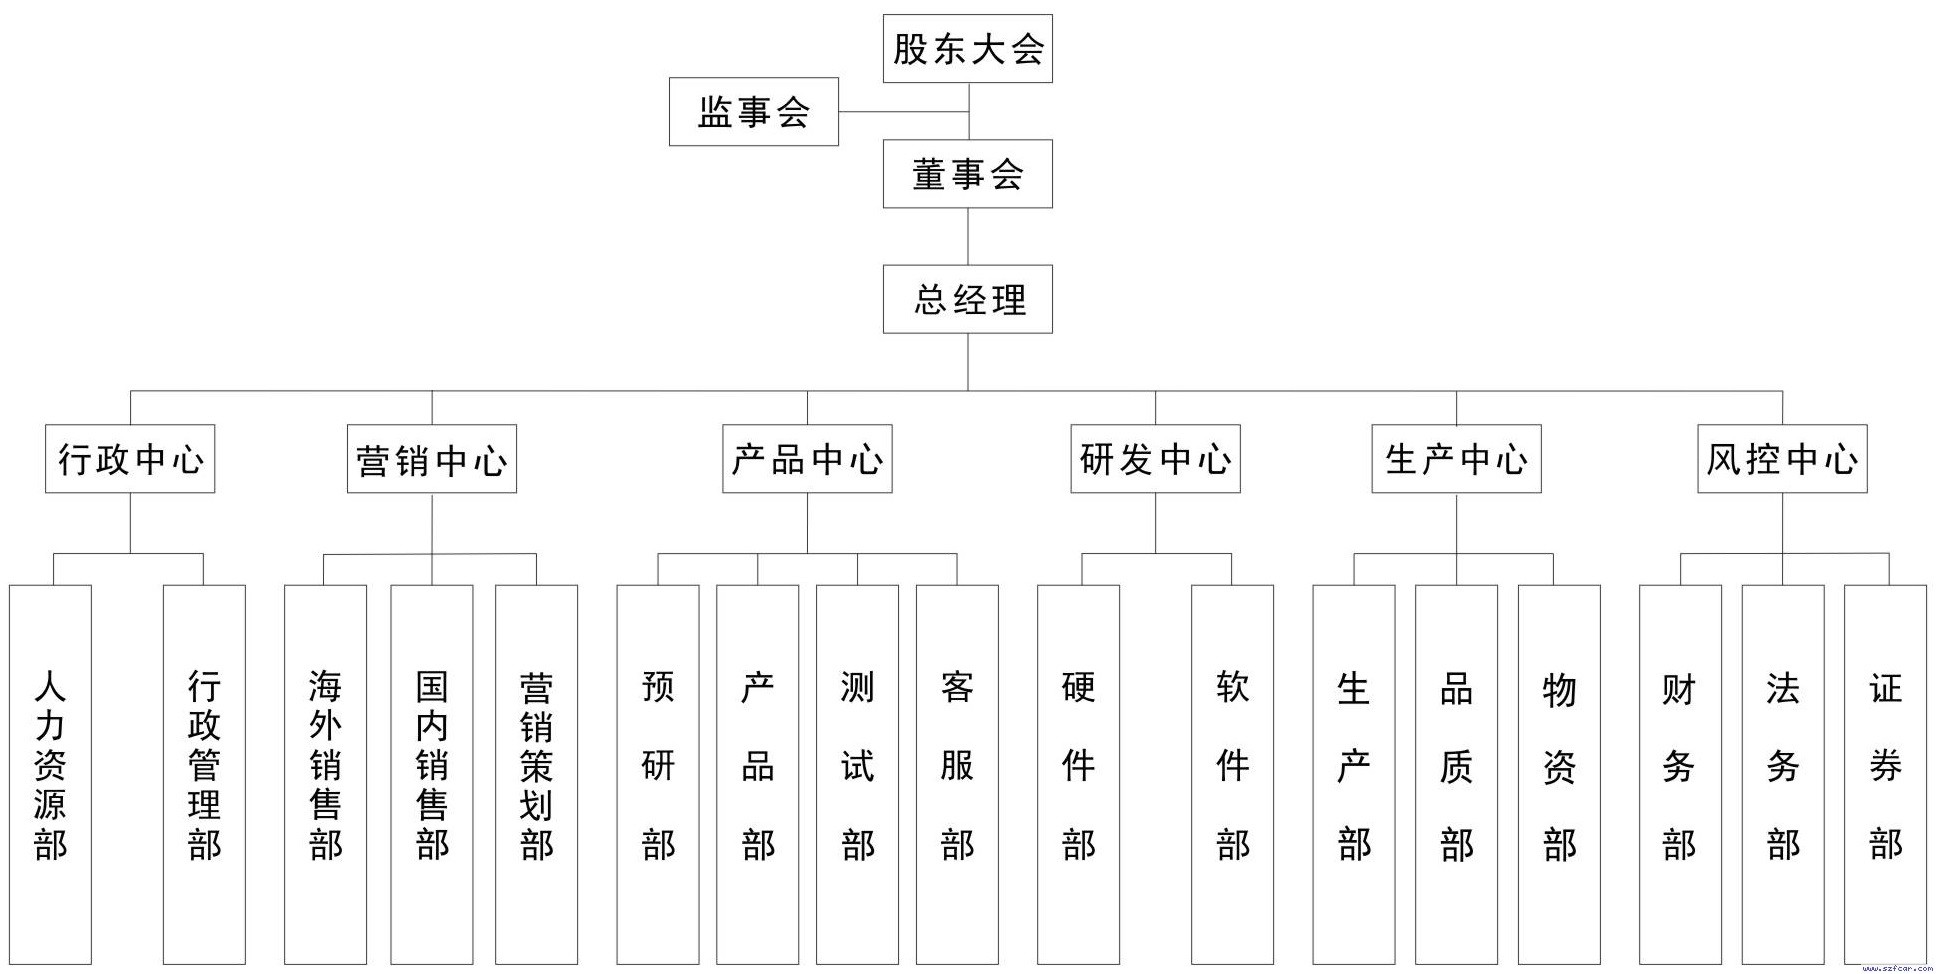 股东大会
监事会
董事会
总经理
行政中心
营销中心
产品中心
研发中心
生产中心
风控中心
人力资源部
行政管理部
海外销售部
国内销售部
营销策划部
预研部
产品部
测试部
客服部
硬件部
软件部
生产部
品质部
物资部
财务部
法务部
证券部
www.szfcar.com